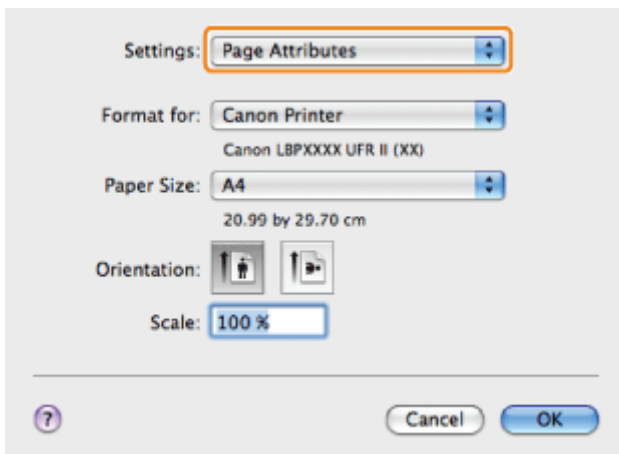 Settings: Page Attributes
Format for: Canon Printer
Canon LBPXXXX UFR II (XX)
Paper Size: A4
20.99 by 29.70 cm
Orientation:
Scale: 100 %
? Cancel OK